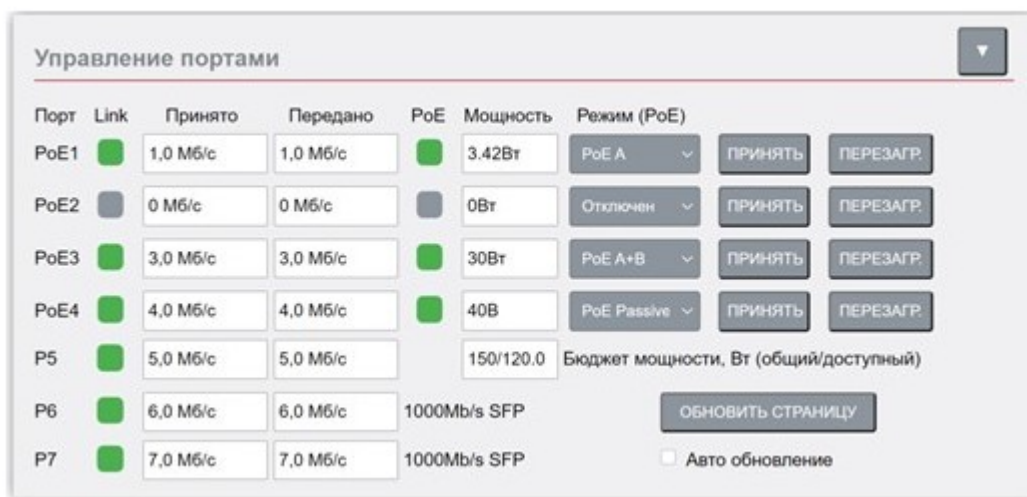 Управление портами
▼
Порт Link Принято Передано PoE Мощность Режим (PoE)
PoE1 1,0 Мб/с 1,0 Мб/с 3.42Вт PoE A ПРИНЯТЬ ПЕРЕЗАГР.
PoE2 0 Мб/с 0 Мб/с 0Вт Отключен ПРИНЯТЬ ПЕРЕЗАГР.
PoE3 3,0 Мб/с 3,0 Мб/с 30Вт PoE A+B ПРИНЯТЬ ПЕРЕЗАГР.
PoE4 4,0 Мб/с 4,0 Мб/с 40В PoE Passive ПРИНЯТЬ ПЕРЕЗАГР.
P5 5,0 Мб/с 5,0 Мб/с 150/120.0 Бюджет мощности, Вт (общий/доступный)
P6 6,0 Мб/с 6,0 Мб/с 1000Mb/s SFP ОБНОВИТЬ СТРАНИЦУ
P7 7,0 Мб/с 7,0 Мб/с 1000Mb/s SFP Авто обновление